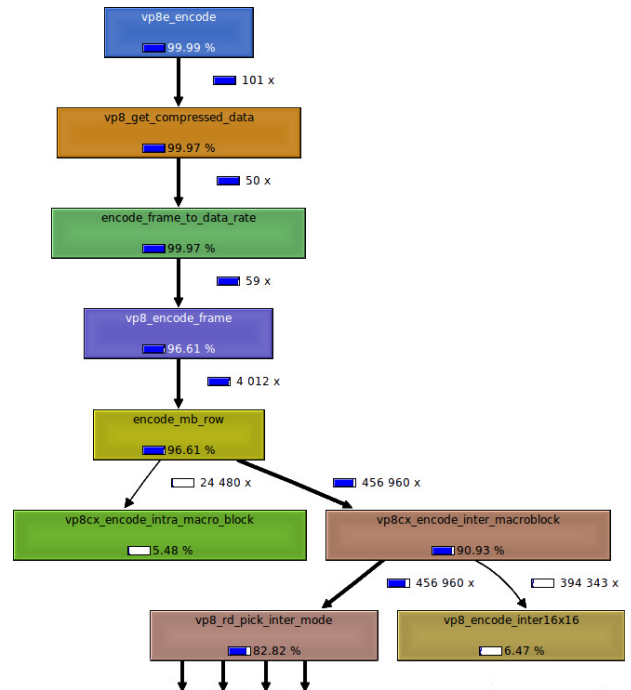 vp8e_encode
99.99 %
101 x
vp8_get_compressed_data
99.97 %
50 x
encode_frame_to_data_rate
99.97 %
59 x
vp8_encode_frame
96.61 %
4 012 x
encode_mb_row
96.61 %
24 480 x
456 960 x
vp8cx_encode_intra_macro_block
5.48 %
vp8cx_encode_inter_macroblock
90.93 %
456 960 x
394 343 x
vp8_rd_pick_inter_mode
82.82 %
vp8_encode_inter16x16
6.47 %